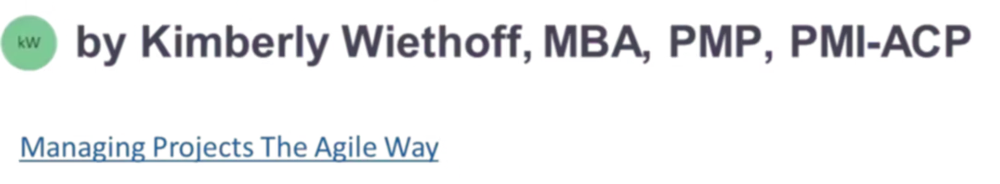 kW
by Kimberly Wiethoff, MBA, PMP, PMI-ACP
Managing Projects The Agile Way